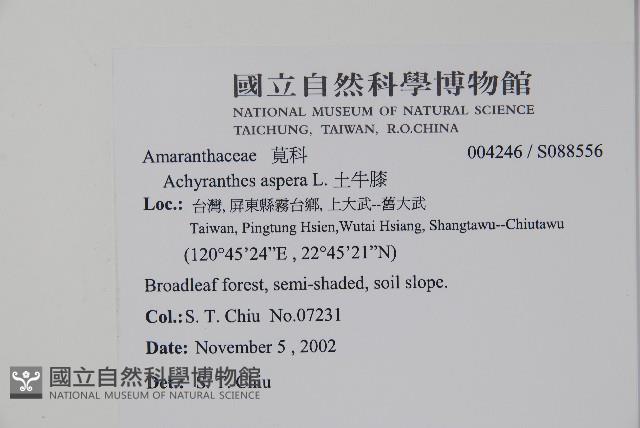 國立自然科學博物館
NATIONAL MUSEUM OF NATURAL SCIENCE
TAICHUNG, TAIWAN, R.O.CHINA
Amaranthaceae 莧科 004246 / S088556
Achyranthes aspera L. 土牛膝
Loc.: 台灣, 屏東縣霧台鄉, 上大武--舊大武
Taiwan, Pingtung Hsien,Wutai Hsiang, Shangtawu--Chiutawu
(120°45’24”E , 22°45’21”N)
Broadleaf forest, semi-shaded, soil slope.
Col.: S. T. Chiu No.07231
Date: November 5 , 2002
Det.: S. T. Chiu
國立自然科學博物館
NATIONAL MUSEUM OF NATURAL SCIENCE